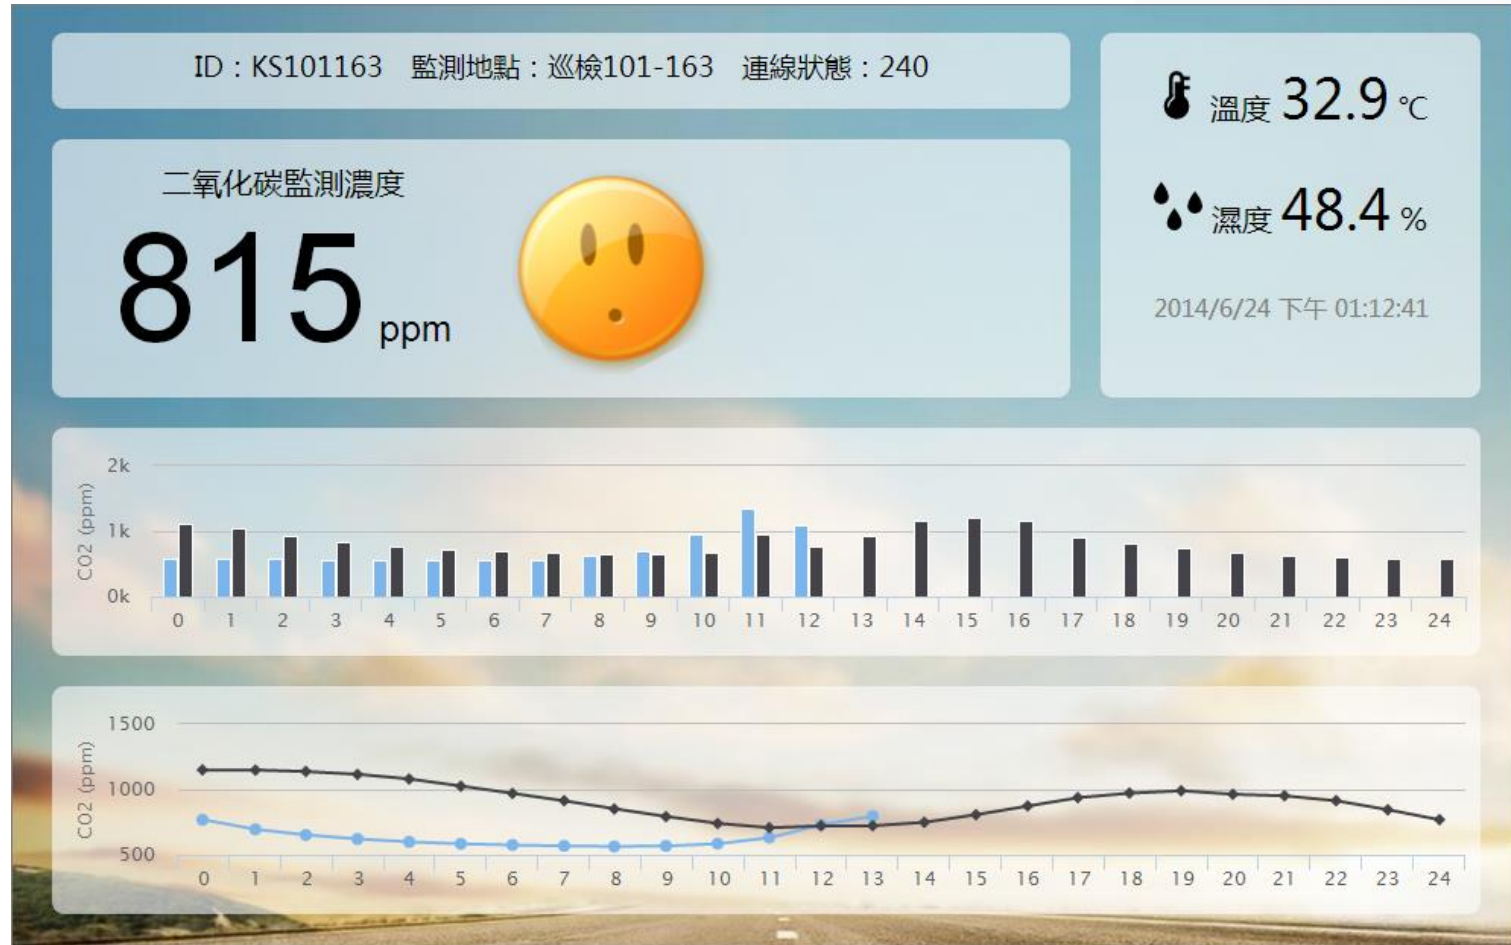 ID：KS101163　監測地點：巡檢101-163　連線狀態：240
溫度 32.9 ℃
濕度 48.4 %
2014/6/24 下午 01:12:41
二氧化碳監測濃度
815 ppm
CO2 (ppm)
2k
1k
0k
0 1 2 3 4 5 6 7 8 9 10 11 12 13 14 15 16 17 18 19 20 21 22 23 24
CO2 (ppm)
1500
1000
500
0 1 2 3 4 5 6 7 8 9 10 11 12 13 14 15 16 17 18 19 20 21 22 23 24